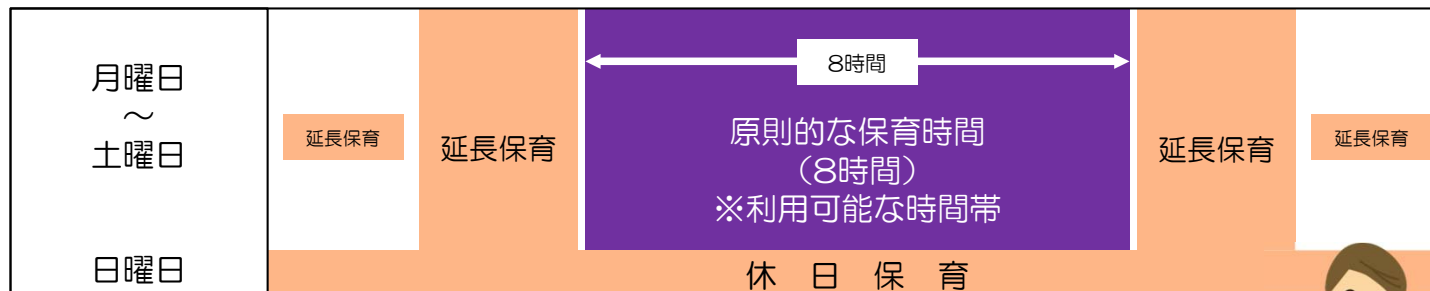 月曜日
~
土曜日
延長保育
延長保育
8時間
原則的な保育時間
(8時間)
※利用可能な時間帯
延長保育
延長保育
日曜日
休日保育